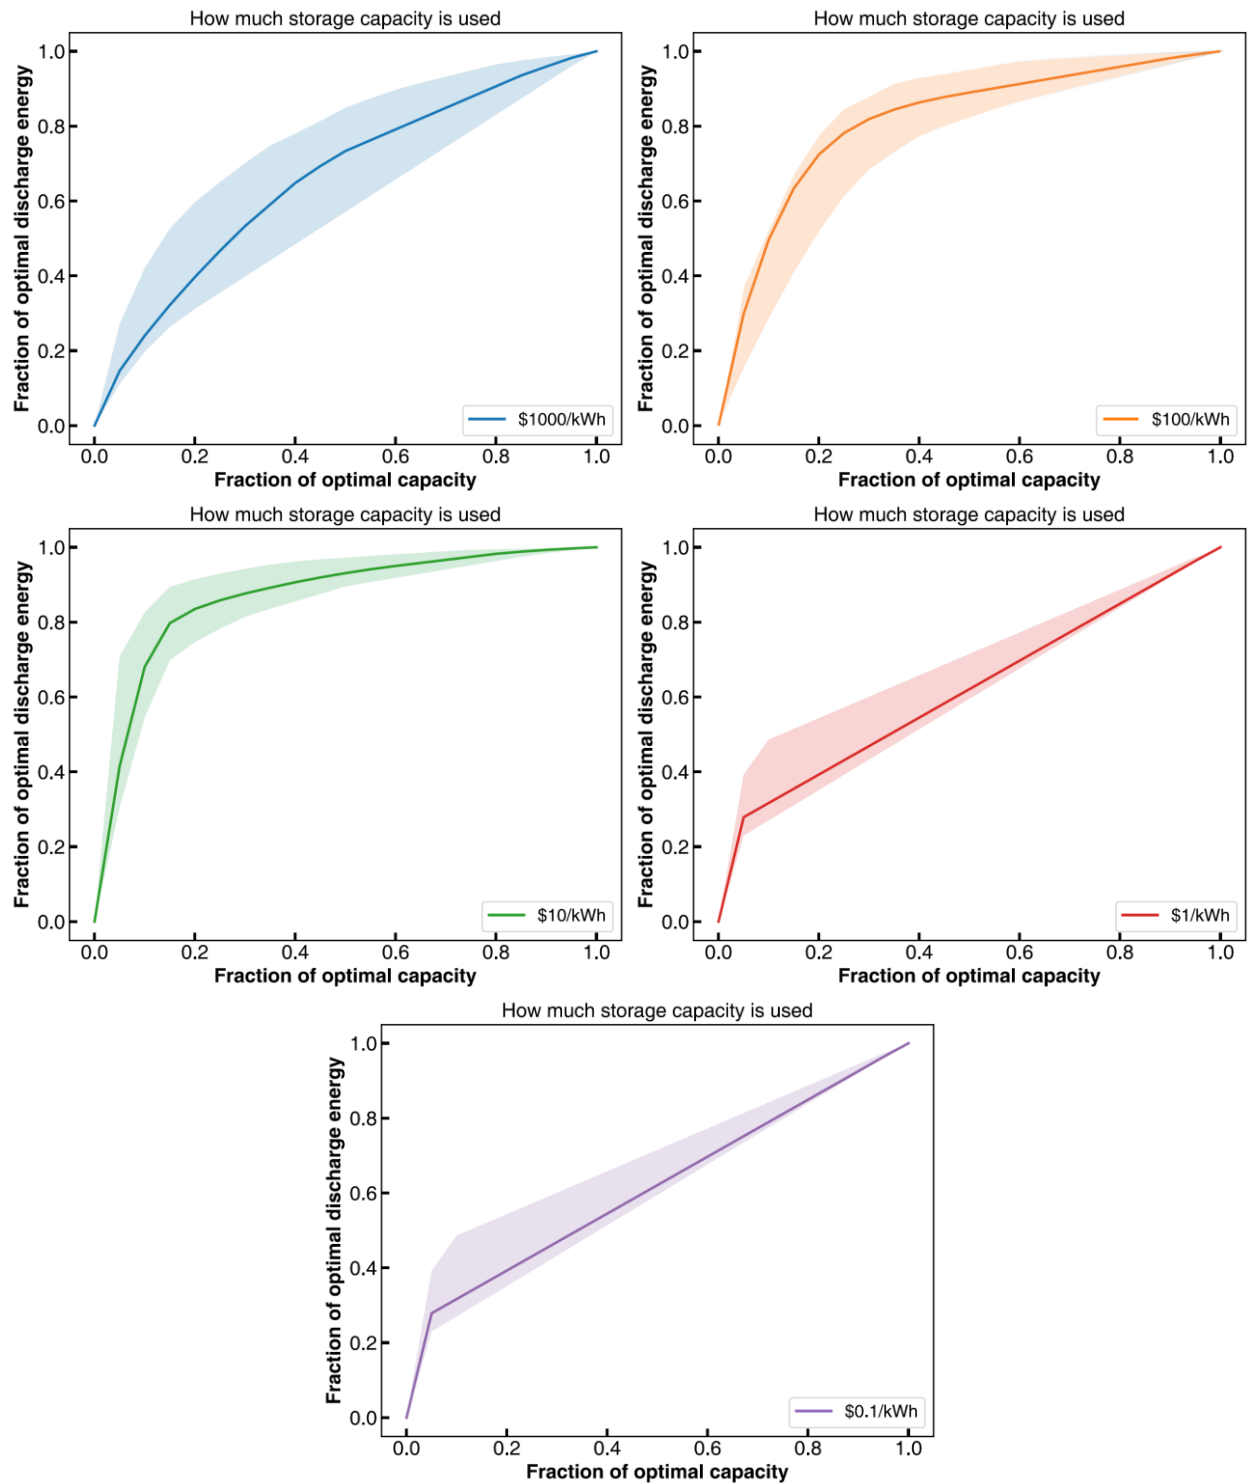 How much storage capacity is used
Fraction of optimal discharge energy
1.0
0.8
0.6
0.4
0.2
0.0
$1000/kWh
0.0 0.2 0.4 0.6 0.8 1.0
Fraction of optimal capacity
How much storage capacity is used
Fraction of optimal discharge energy
1.0
0.8
0.6
0.4
0.2
0.0
$100/kWh
0.0 0.2 0.4 0.6 0.8 1.0
Fraction of optimal capacity
How much storage capacity is used
Fraction of optimal discharge energy
1.0
0.8
0.6
0.4
0.2
0.0
$10/kWh
0.0 0.2 0.4 0.6 0.8 1.0
Fraction of optimal capacity
How much storage capacity is used
Fraction of optimal discharge energy
1.0
0.8
0.6
0.4
0.2
0.0
$1/kWh
0.0 0.2 0.4 0.6 0.8 1.0
Fraction of optimal capacity
How much storage capacity is used
Fraction of optimal discharge energy
1.0
0.8
0.6
0.4
0.2
0.0
$0.1/kWh
0.0 0.2 0.4 0.6 0.8 1.0
Fraction of optimal capacity